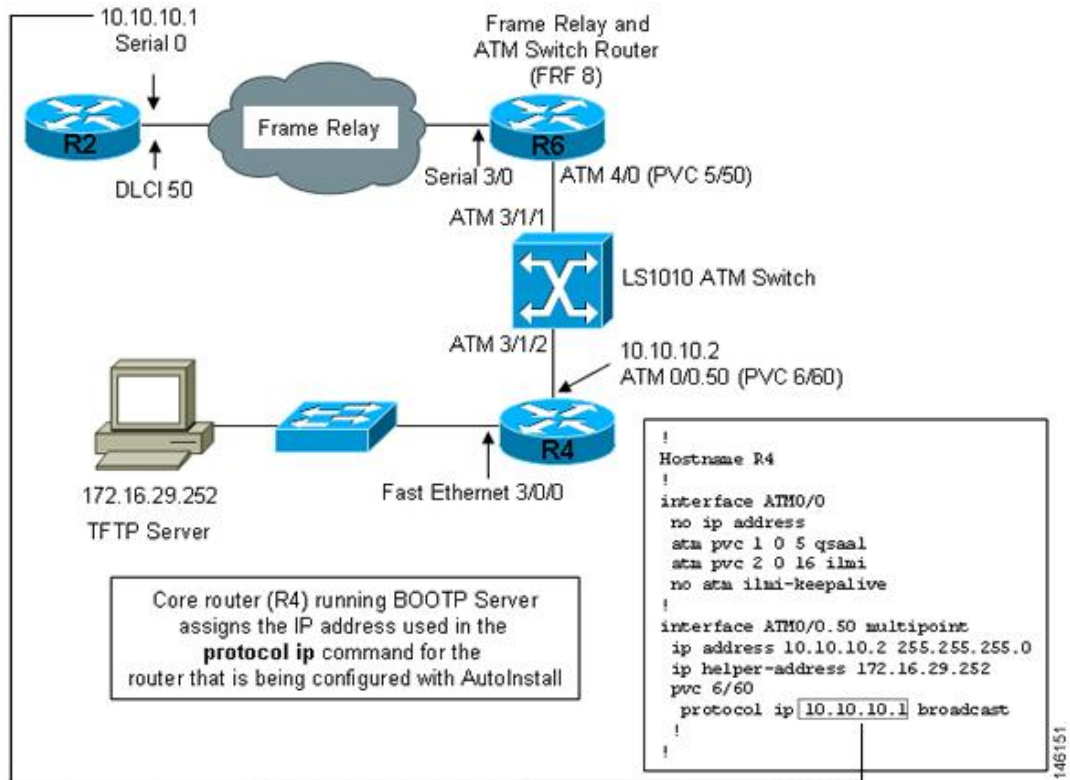 10.10.10.1
Serial 0
Frame Relay and
ATM Switch Router
(FRF 8)
R2
Frame Relay
R6
DLCI 50
Serial 3/0
ATM 4/0 (PVC 5/50)
ATM 3/1/1
LS1010 ATM Switch
ATM 3/1/2
10.10.10.2
ATM 0/0.50 (PVC 6/60)
R4
172.16.29.252
TFTP Server
Fast Ethernet 3/0/0
Core router (R4) running BOOTP Server
assigns the IP address used in the
protocol ip command for the
router that is being configured with AutoInstall
!
Hostname R4
!
interface ATM0/0
no ip address
atm pvc 1 0 5 qsaal
atm pvc 2 0 16 ilmi
no atm ilmi-keepalive
!
interface ATM0/0.50 multipoint
ip address 10.10.10.2 255.255.255.0
ip helper-address 172.16.29.252
pvc 6/60
protocol ip 10.10.10.1 broadcast
!
!
146151